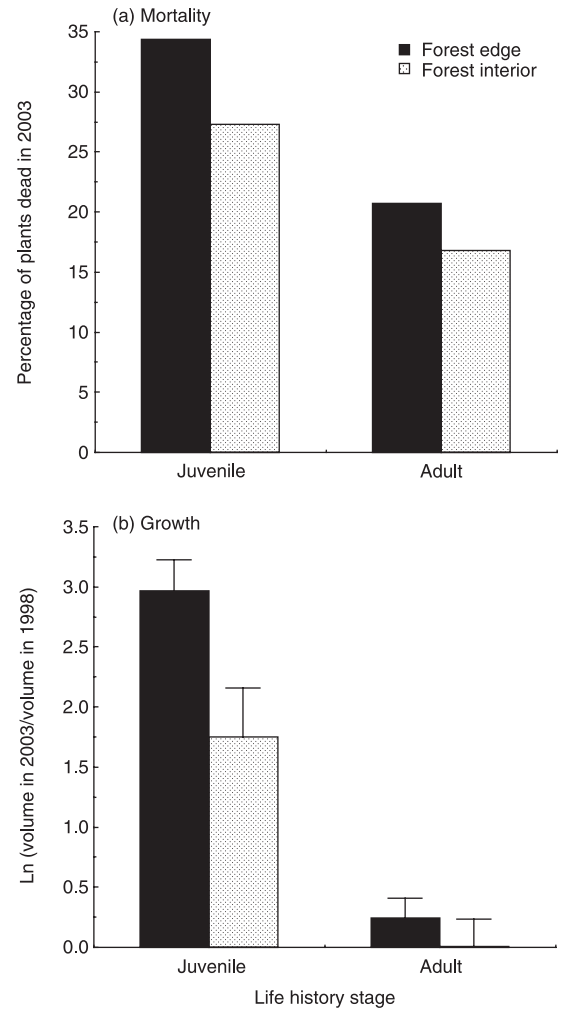 (a) Mortality
Forest edge
Forest interior
Percentage of plants dead in 2003
35
30
25
20
15
10
5
0
Juvenile
Adult
(b) Growth
Ln (volume in 2003/volume in 1998)
3.5
3.0
2.5
2.0
1.5
1.0
0.5
0.0
Juvenile
Adult
Life history stage